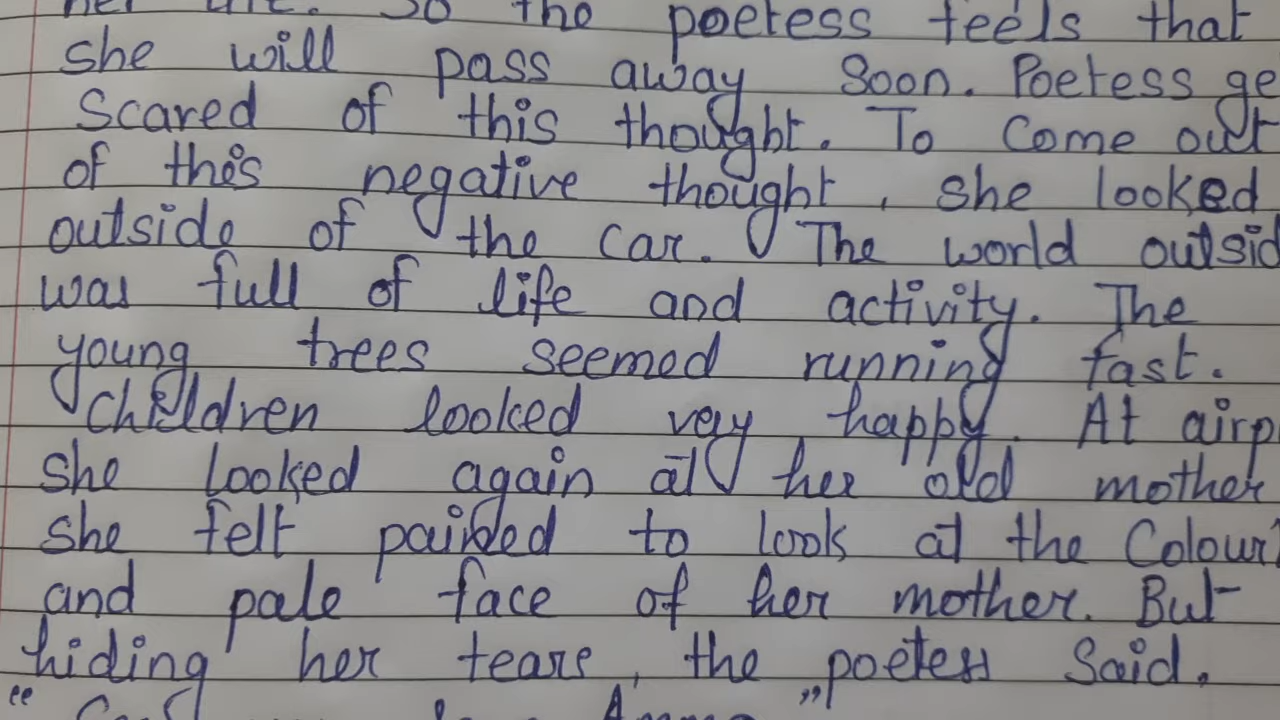 her life. So the poetess feels that
she will pass away soon. Poetess ge
Scared of this thought. To come out
of this negative thought, she looked
outside of the car. The world outsid
was full of life and activity. The
young trees seemed running fast.
Children looked very happy. At airp
she looked again at her old mother
she felt pained to look at the Colour
and pale face of her mother. But
hiding her tears, the poetess Said.
Amma"